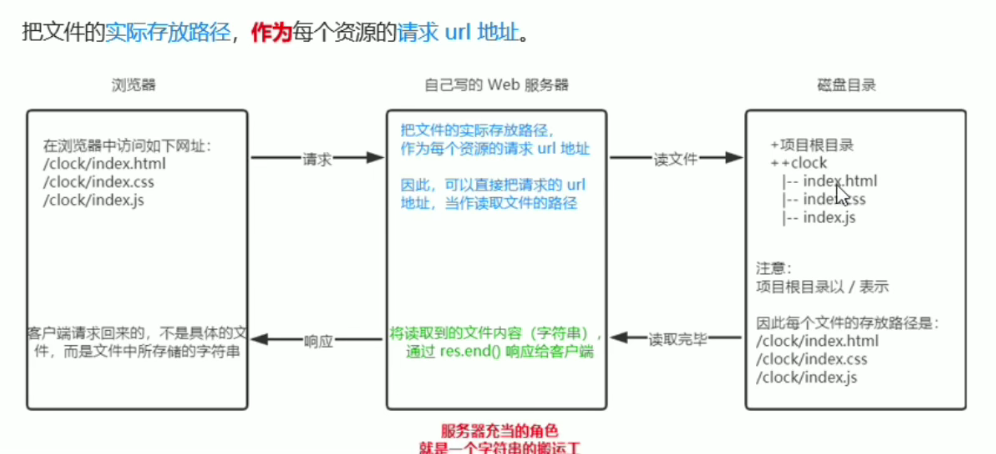 把文件的实际存放路径，作为每个资源的请求 url 地址。
浏览器
在浏览器中访问如下网址：
/clock/index.html
/clock/index.css
/clock/index.js
客户端请求回来的，不是具体的文
件，而是文件中所存储的字符串
请求
响应
自己写的 Web 服务器
把文件的实际存放路径，
作为每个资源的请求 url 地址
因此，可以直接把请求的 url
地址，当作读取文件的路径
将读取到的文件内容（字符串），
通过 res.end() 响应给客户端
服务器充当的角色
就是一个字符串的搬运工
读文件
读取完毕
磁盘目录
+项目根目录
++clock
|-- index.html
|-- index.css
|-- index.js
注意：
项目根目录以 / 表示
因此每个文件的存放路径是：
/clock/index.html
/clock/index.css
/clock/index.js